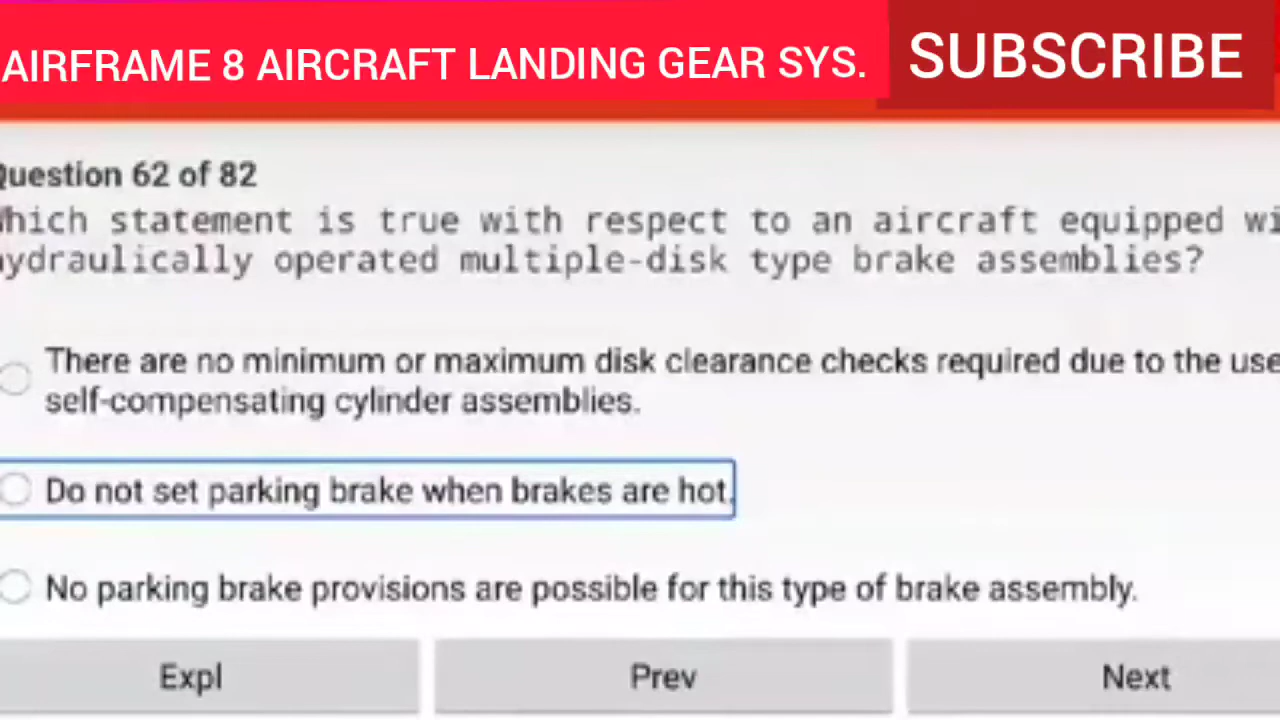 AIRFRAME 8 AIRCRAFT LANDING GEAR SYS.
SUBSCRIBE
Question 62 of 82
Which statement is true with respect to an aircraft equipped wi
hydraulically operated multiple-disk type brake assemblies?
There are no minimum or maximum disk clearance checks required due to the use
self-compensating cylinder assemblies.
Do not set parking brake when brakes are hot.
No parking brake provisions are possible for this type of brake assembly.
Expl
Prev
Next